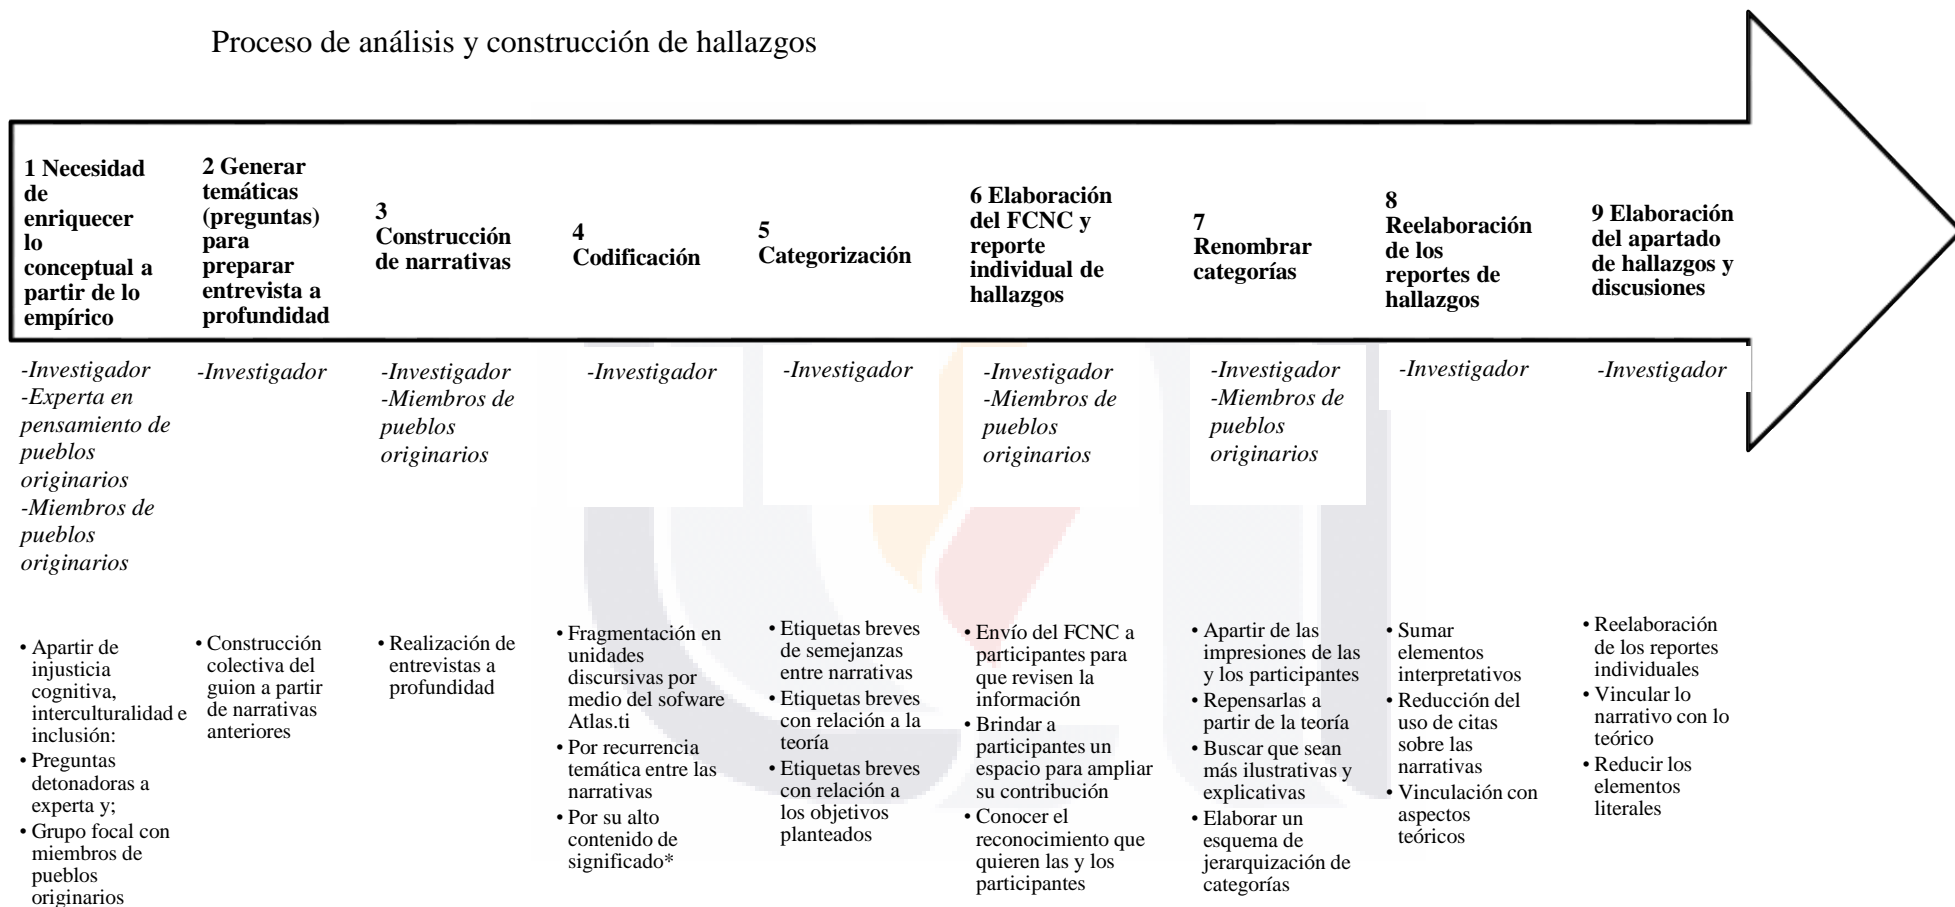 Proceso de análisis y construcción de hallazgos
1 Necesidad
de
enriquecer
lo
conceptual a
partir de lo
empírico
2 Generar
temáticas
(preguntas)
para
preparar
entrevista a
profundidad
3
Construcción
de narrativas
4
Codificación
5
Categorización
6 Elaboración
del FCNC y
reporte
individual de
hallazgos
7
Renombrar
categorías
8
Reelaboración
de los
reportes de
hallazgos
9 Elaboración
del apartado
de hallazgos y
discusiones
-Investigador
-Experta en
pensamiento de
pueblos
originarios
-Miembros de
pueblos
originarios
-Investigador
-Investigador
-Miembros de
pueblos
originarios
-Investigador
-Investigador
-Investigador
-Miembros de
pueblos
originarios
-Investigador
-Miembros de
pueblos
originarios
-Investigador
-Investigador
• Apartir de
injusticia
cognitiva,
interculturalidad e
inclusión:
• Preguntas
detonadoras a
experta y;
• Grupo focal con
miembros de
pueblos
originarios
• Construcción
colectiva del
guion a partir
de narrativas
anteriores
• Realización de
entrevistas a
profundidad
• Fragmentación en
unidades
discursivas por
medio del sofware
Atlas.ti
• Por recurrencia
temática entre las
narrativas
• Por su alto
contenido de
significado*
• Etiquetas breves
de semejanzas
entre narrativas
• Etiquetas breves
con relación a la
teoría
• Etiquetas breves
con relación a
los objetivos
planteados
• Envío del FCNC a
participantes para
que revisen la
información
• Brindar a
participantes un
espacio para ampliar
su contribución
• Conocer el
reconocimiento que
quieren las y los
participantes
• Apartir de las
impresiones de las
y los participantes
• Repensarlas a
partir de la teoría
• Buscar que sean
más ilustrativas y
explicativas
• Elaborar un
esquema de
jerarquización de
categorías
• Sumar
elementos
interpretativos
• Reducción del
uso de citas
sobre las
narrativas
• Vinculación con
aspectos
teóricos
• Reelaboración
de los reportes
individuales
• Vincular lo
narrativo con lo
teórico
• Reducir los
elementos
literales